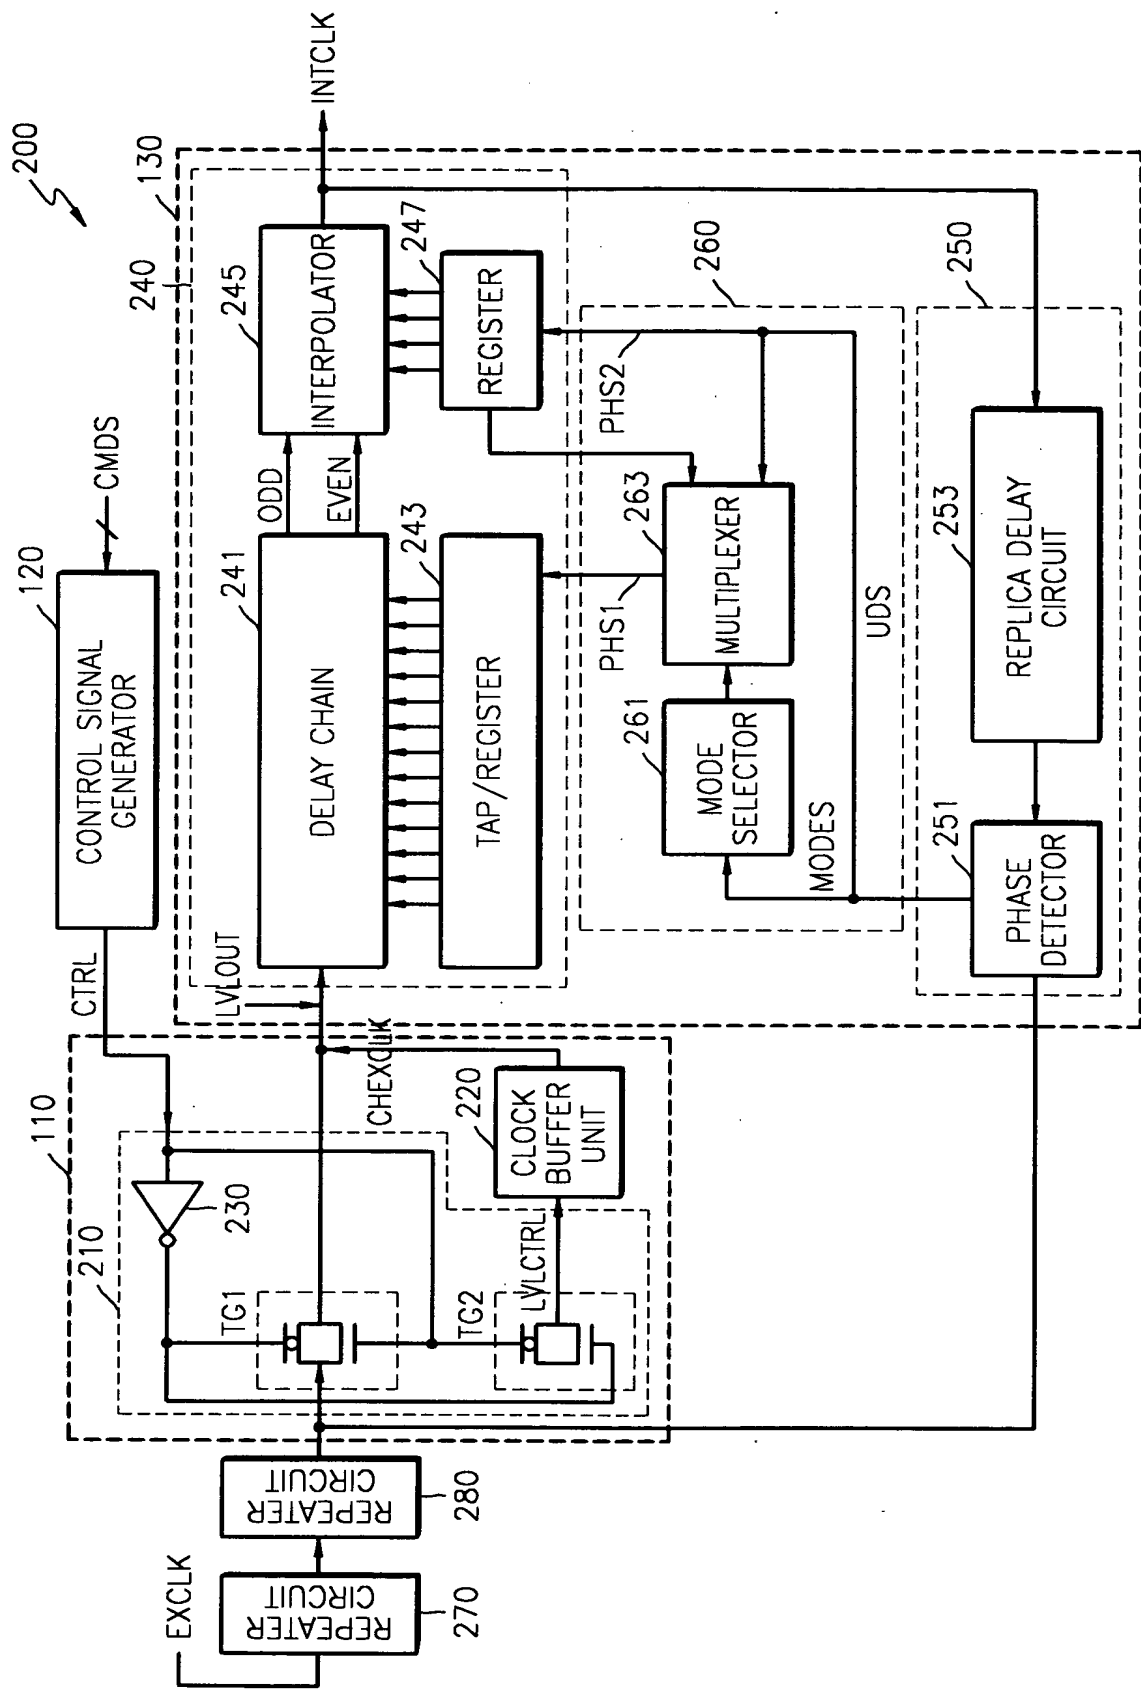 200
INTCLK
130
240
245
INTERPOLATOR
247
REGISTER
ODD
EVEN
CMDS
120
CONTROL SIGNAL
GENERATOR
CTRL
241
DELAY CHAIN
243
TAP/REGISTER
LVLOUT
260
PHS2
PHS1
263
MULTIPLEXER
261
MODE
SELECTOR
MODES
UDS
250
253
REPLICA DELAY
CIRCUIT
251
PHASE
DETECTOR
110
210
230
CHEXCLK
220
CLOCK
BUFFER
UNIT
TG1
TG2
LVLCTRL
REPEATER
CIRCUIT
280
REPEATER
CIRCUIT
270
EXCLK